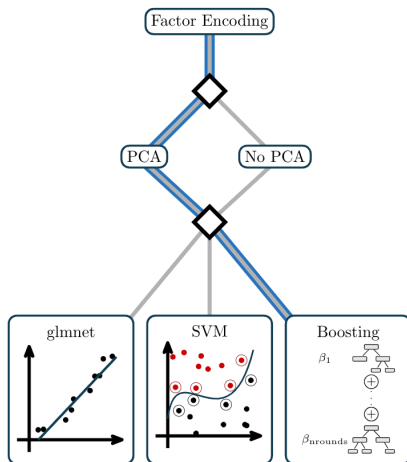 Factor Encoding
PCA
No PCA
glmnet
SVM
Boosting
β1
βnrounds